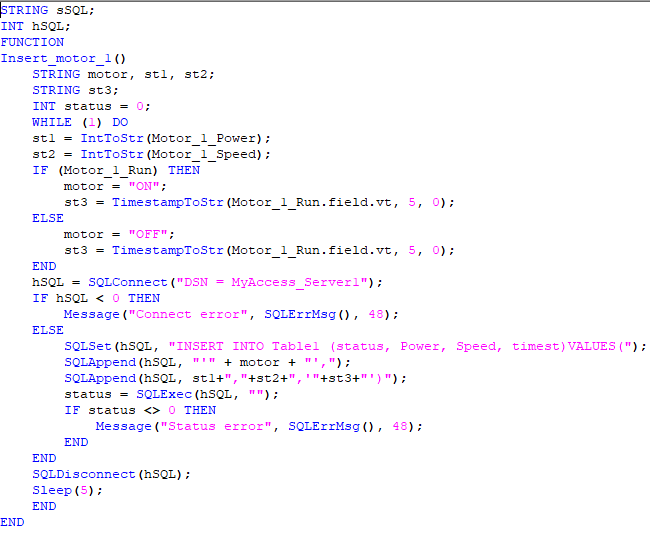 STRING sSQL;
INT hSQL;
FUNCTION
Insert_motor_1()
    STRING motor, st1, st2;
    STRING st3;
    INT status = 0;
    WHILE (1) DO
    st1 = IntToStr(Motor_1_Power);
    st2 = IntToStr(Motor_1_Speed);
    IF (Motor_1_Run) THEN
        motor = "ON";
        st3 = TimestampToStr(Motor_1_Run.field.vt, 5, 0);
    ELSE
        motor = "OFF";
        st3 = TimestampToStr(Motor_1_Run.field.vt, 5, 0);
    END
    hSQL = SQLConnect("DSN = MyAccess_Server1");
    IF hSQL < 0 THEN
        Message("Connect error", SQLErrMsg(), 48);
    ELSE
        SQLSet(hSQL, "INSERT INTO Table1 (status, Power, Speed, timest)VALUES(");
        SQLAppend(hSQL, "'" + motor + "',");
        SQLAppend(hSQL, st1+","+st2+",'"+st3+"')");
        status = SQLExec(hSQL, "");
        IF status <> 0 THEN
            Message("Status error", SQLErrMsg(), 48);
        END
    END
    SQLDisconnect(hSQL);
    Sleep(5);
    END
END